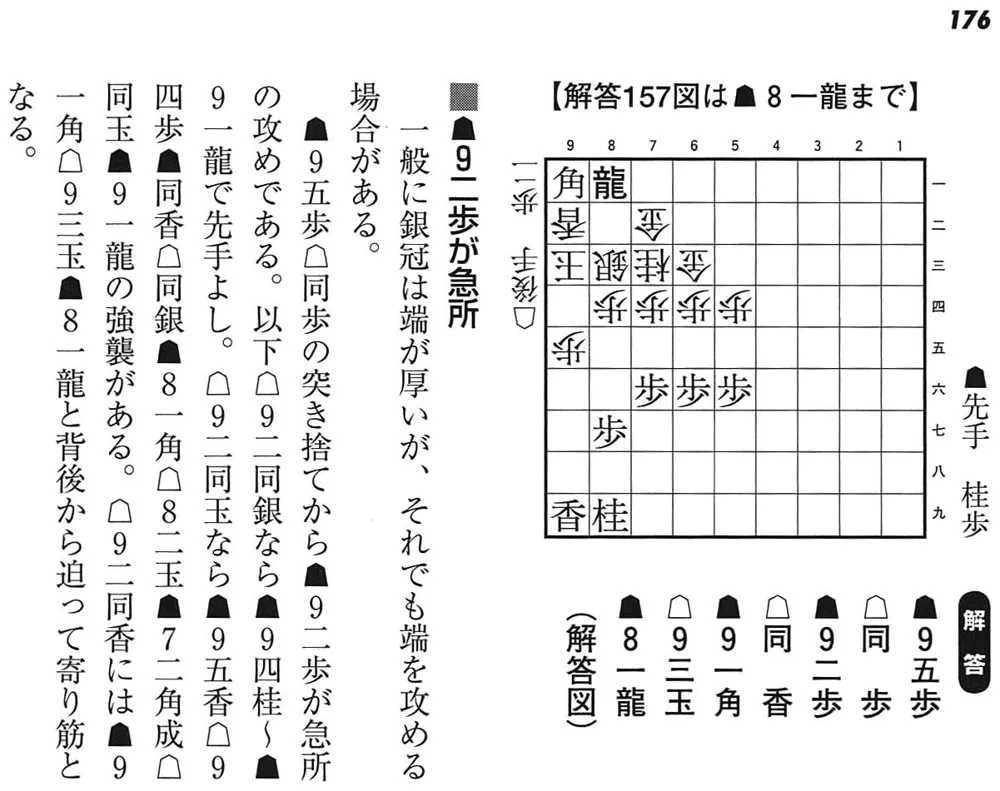 176
【解答157図は▲８一龍まで】
9 8 7 6 5 4 3 2 1
角龍 一
香金 二
王銀桂金 三
歩歩歩歩 四
歩 五
歩歩歩 六
歩 七
八
香桂 九
▲先手 桂歩
△後手 歩二
解答
▲９五歩
△同 歩
▲９二歩
△同 香
▲９一角
△９三玉
▲８一龍
（解答図）
■▲９二歩が急所
一般に銀冠は端が厚いが、それでも端を攻める
場合がある。
▲９五歩△同歩の突き捨てから▲９二歩が急所
の攻めである。以下△９二同銀なら▲９四桂〜▲
９一龍で先手よし。△９二同玉なら▲９五香△９
四歩▲同香△同銀▲８一角△８二玉▲７二角成△
同玉▲９一龍の強襲がある。△９二同香には▲９
一角△９三玉▲８一龍と背後から迫って寄り筋と
なる。